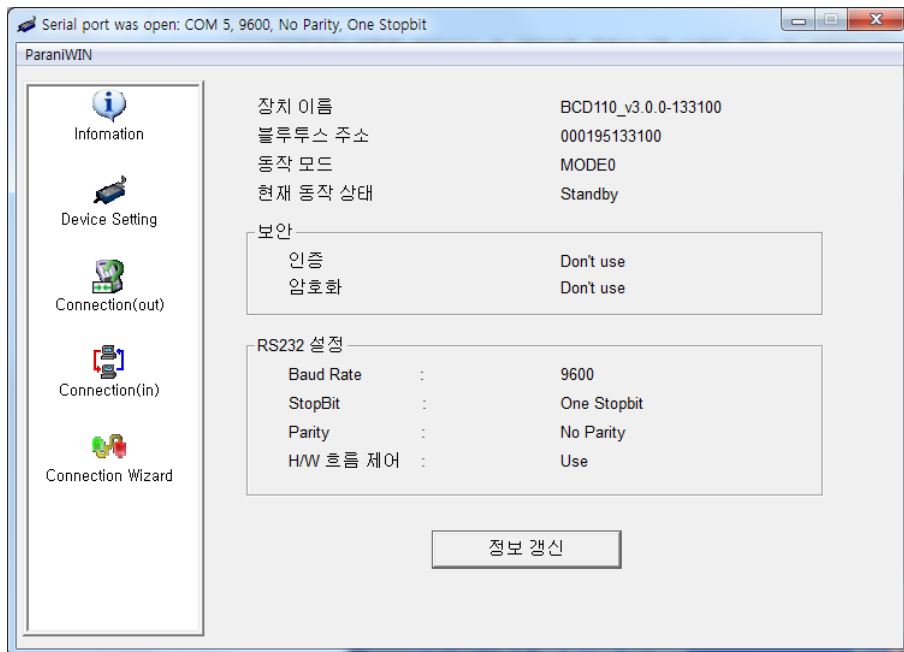 Serial port was open: COM 5, 9600, No Parity, One Stopbit
ParaniWIN
Infomation
Device Setting
Connection(out)
Connection(in)
Connection Wizard
장치 이름 BCD110_v3.0.0-133100
블루투스 주소 000195133100
동작 모드 MODE0
현재 동작 상태 Standby
보안
인증 Don't use
암호화 Don't use
RS232 설정
Baud Rate : 9600
StopBit : One Stopbit
Parity : No Parity
H/W 흐름 제어 : Use
정보 갱신